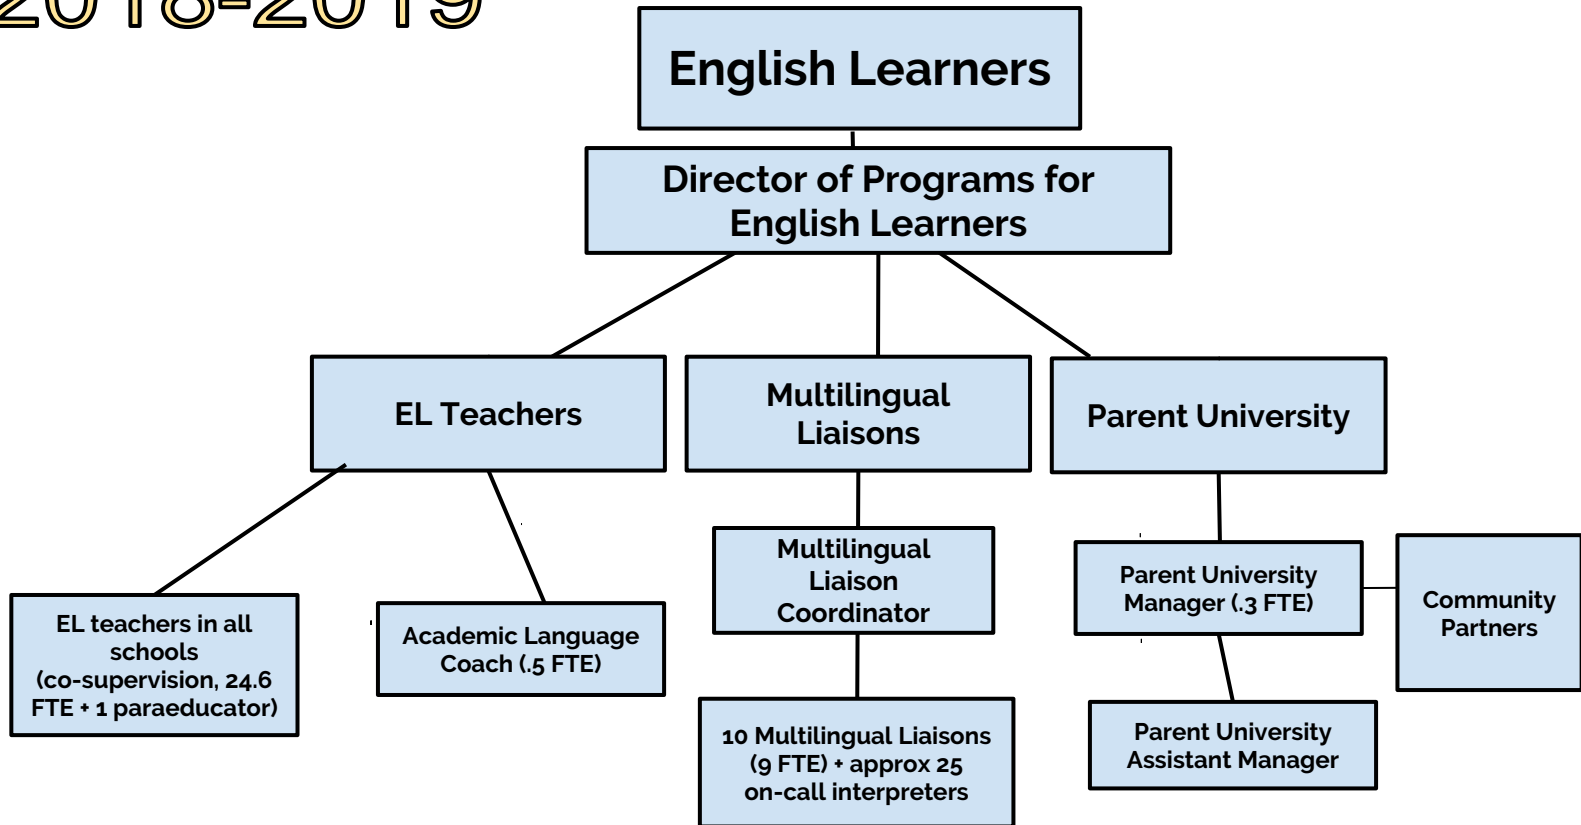 2018-2019
English Learners
Director of Programs for
English Learners
EL Teachers
Multilingual
Liaisons
Parent University
EL teachers in all
schools
(co-supervision, 24.6
FTE + 1 paraeducator)
Academic Language
Coach (.5 FTE)
Multilingual
Liaison
Coordinator
10 Multilingual Liaisons
(9 FTE) + approx 25
on-call interpreters
Parent University
Manager (.3 FTE)
Community
Partners
Parent University
Assistant Manager